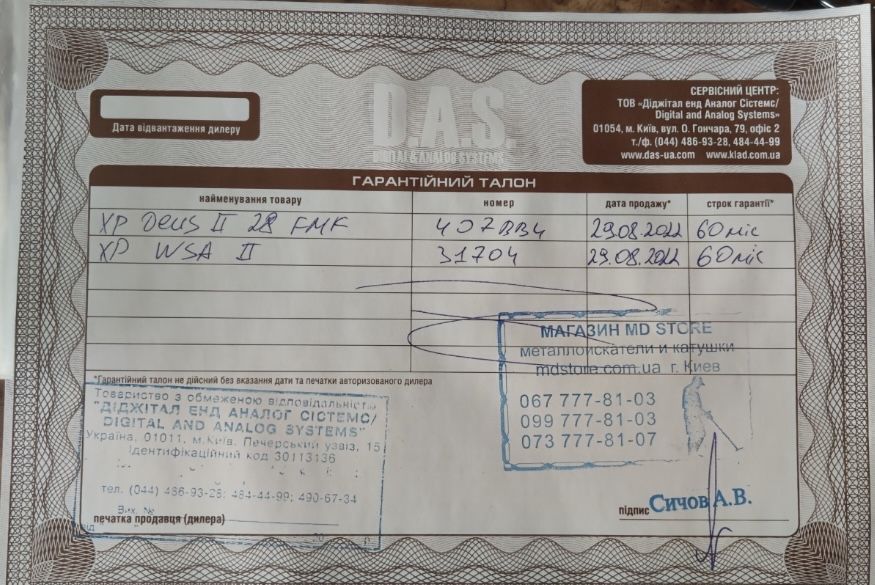 Дата відвантаження дилеру
D.A.S.
DIGITAL & ANALOG SYSTEMS
СЕРВІСНИЙ ЦЕНТР:
ТОВ «Діджітал енд Аналог Сістемс/
Digital and Analog Systems»
01054, м. Київ, вул. О. Гончара, 79, офіс 2
т./ф. (044) 486-93-28, 484-44-99
www.das-ua.com www.klad.com.ua
ГАРАНТІЙНИЙ ТАЛОН
найменування товару номер дата продажу* строк гарантії*
XP Deus II 28 FMF 407BB4 29.08.2022 60 міс
XP WSA II 31704 29.08.2022 60 міс
МАГАЗИН MD STORE
металлоискатели и катушки
mdstore.com.ua г. Киев
067 777-81-03
099 777-81-03
073 777-81-07
*Гарантійний талон не дійсний без вказання дати та печатки авторизованого дилера
Товариство з обмеженою відповідальністю
"ДІДЖІТАЛ ЕНД АНАЛОГ СІСТЕМС/
DIGITAL AND ANALOG SYSTEMS"
Україна, 01011, м.Київ, Печерський узвіз, 15
Ідентифікаційний код 30113136
тел. (044) 486-93-28; 484-44-99; 490-67-34
Вих. №
печатка продавця (дилера)
від 20 р.
підпис Сичов А.В.